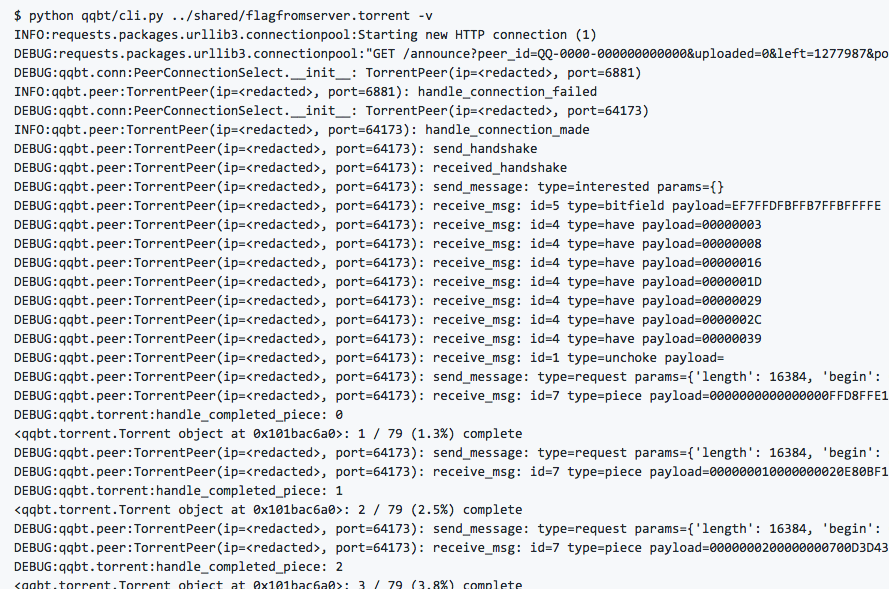 $ python qqbt/cli.py ../shared/flagfromserver.torrent -v
INFO:requests.packages.urllib3.connectionpool:Starting new HTTP connection (1)
DEBUG:requests.packages.urllib3.connectionpool:"GET /announce?peer_id=QQ-0000-000000000000&uploaded=0&left=1277987&po
DEBUG:qqbt.conn:PeerConnectionSelect.__init__: TorrentPeer(ip=<redacted>, port=6881)
INFO:qqbt.peer:TorrentPeer(ip=<redacted>, port=6881): handle_connection_failed
DEBUG:qqbt.conn:PeerConnectionSelect.__init__: TorrentPeer(ip=<redacted>, port=64173)
INFO:qqbt.peer:TorrentPeer(ip=<redacted>, port=64173): handle_connection_made
DEBUG:qqbt.peer:TorrentPeer(ip=<redacted>, port=64173): send_handshake
DEBUG:qqbt.peer:TorrentPeer(ip=<redacted>, port=64173): received_handshake
DEBUG:qqbt.peer:TorrentPeer(ip=<redacted>, port=64173): send_message: type=interested params={}
DEBUG:qqbt.peer:TorrentPeer(ip=<redacted>, port=64173): receive_msg: id=5 type=bitfield payload=EF7FFDFBFFB7FFBFFFFE
DEBUG:qqbt.peer:TorrentPeer(ip=<redacted>, port=64173): receive_msg: id=4 type=have payload=00000003
DEBUG:qqbt.peer:TorrentPeer(ip=<redacted>, port=64173): receive_msg: id=4 type=have payload=00000008
DEBUG:qqbt.peer:TorrentPeer(ip=<redacted>, port=64173): receive_msg: id=4 type=have payload=00000016
DEBUG:qqbt.peer:TorrentPeer(ip=<redacted>, port=64173): receive_msg: id=4 type=have payload=0000001D
DEBUG:qqbt.peer:TorrentPeer(ip=<redacted>, port=64173): receive_msg: id=4 type=have payload=00000029
DEBUG:qqbt.peer:TorrentPeer(ip=<redacted>, port=64173): receive_msg: id=4 type=have payload=0000002C
DEBUG:qqbt.peer:TorrentPeer(ip=<redacted>, port=64173): receive_msg: id=4 type=have payload=00000039
DEBUG:qqbt.peer:TorrentPeer(ip=<redacted>, port=64173): receive_msg: id=1 type=unchoke payload=
DEBUG:qqbt.peer:TorrentPeer(ip=<redacted>, port=64173): send_message: type=request params={'length': 16384, 'begin':
DEBUG:qqbt.peer:TorrentPeer(ip=<redacted>, port=64173): receive_msg: id=7 type=piece payload=0000000000000000FFD8FFE1
DEBUG:qqbt.torrent:handle_completed_piece: 0
<qqbt.torrent.Torrent object at 0x101bac6a0>: 1 / 79 (1.3%) complete
DEBUG:qqbt.peer:TorrentPeer(ip=<redacted>, port=64173): send_message: type=request params={'length': 16384, 'begin':
DEBUG:qqbt.peer:TorrentPeer(ip=<redacted>, port=64173): receive_msg: id=7 type=piece payload=000000010000000020E80BF1
DEBUG:qqbt.torrent:handle_completed_piece: 1
<qqbt.torrent.Torrent object at 0x101bac6a0>: 2 / 79 (2.5%) complete
DEBUG:qqbt.peer:TorrentPeer(ip=<redacted>, port=64173): send_message: type=request params={'length': 16384, 'begin':
DEBUG:qqbt.peer:TorrentPeer(ip=<redacted>, port=64173): receive_msg: id=7 type=piece payload=0000000200000000700D3D43
DEBUG:qqbt.torrent:handle_completed_piece: 2
<qqbt.torrent.Torrent object at 0x101bac6a0>: 3 / 79 (3.8%) complete